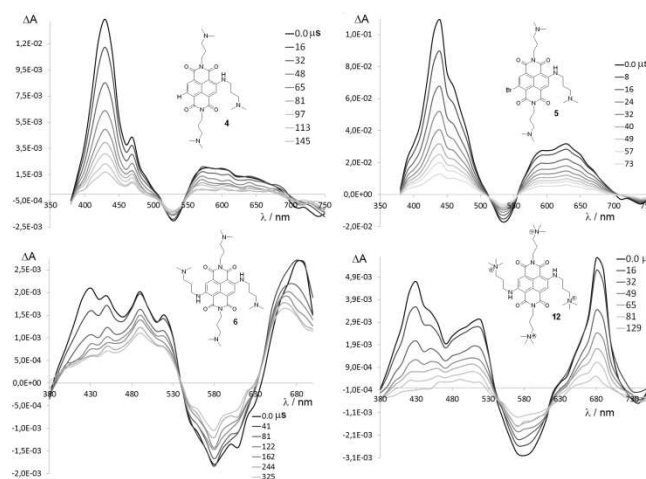 ΔA
1,2E-02
9,5E-03
7,0E-03
4,5E-03
2,0E-03
-5,0E-04
-3,0E-03
350 400 450 500 550 600 650 700 750
λ / nm
4
0.0 µs
16
32
48
65
81
97
113
145
ΔA
1,0E-01
8,0E-02
6,0E-02
4,0E-02
2,0E-02
0,0E+00
-2,0E-02
350 400 450 500 550 600 650 700 750
λ / nm
5
0.0 µs
8
16
24
32
40
49
57
73
ΔA
2,5E-03
2,0E-03
1,5E-03
1,0E-03
5,0E-04
0,0E+00
-5,0E-04
-1,0E-03
-1,5E-03
-2,0E-03
380 430 480 530 580 630 680
λ / nm
6
0.0 µs
41
81
122
162
244
325
ΔA
4,9E-03
3,9E-03
2,9E-03
1,9E-03
9,0E-04
-1,0E-04
-1,1E-03
-2,1E-03
-3,1E-03
380 430 480 530 580 630 680 730
λ / nm
12
0.0 µs
16
32
49
65
81
129